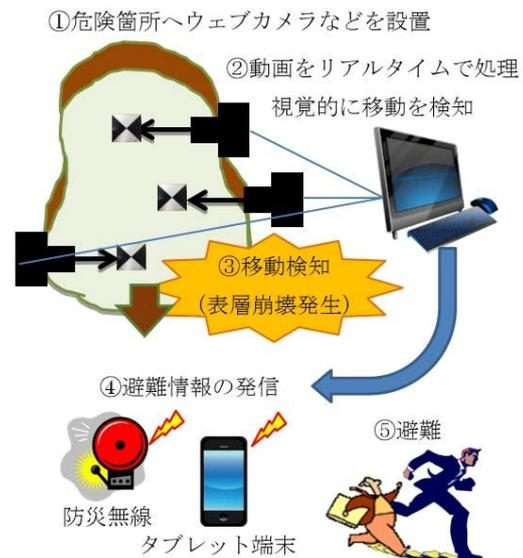 ①危険箇所へウェブカメラなどを設置
②動画をリアルタイムで処理
視覚的に移動を検知
③移動検知
(表層崩壊発生)
④避難情報の発信
⑤避難
防災無線
タブレット端末